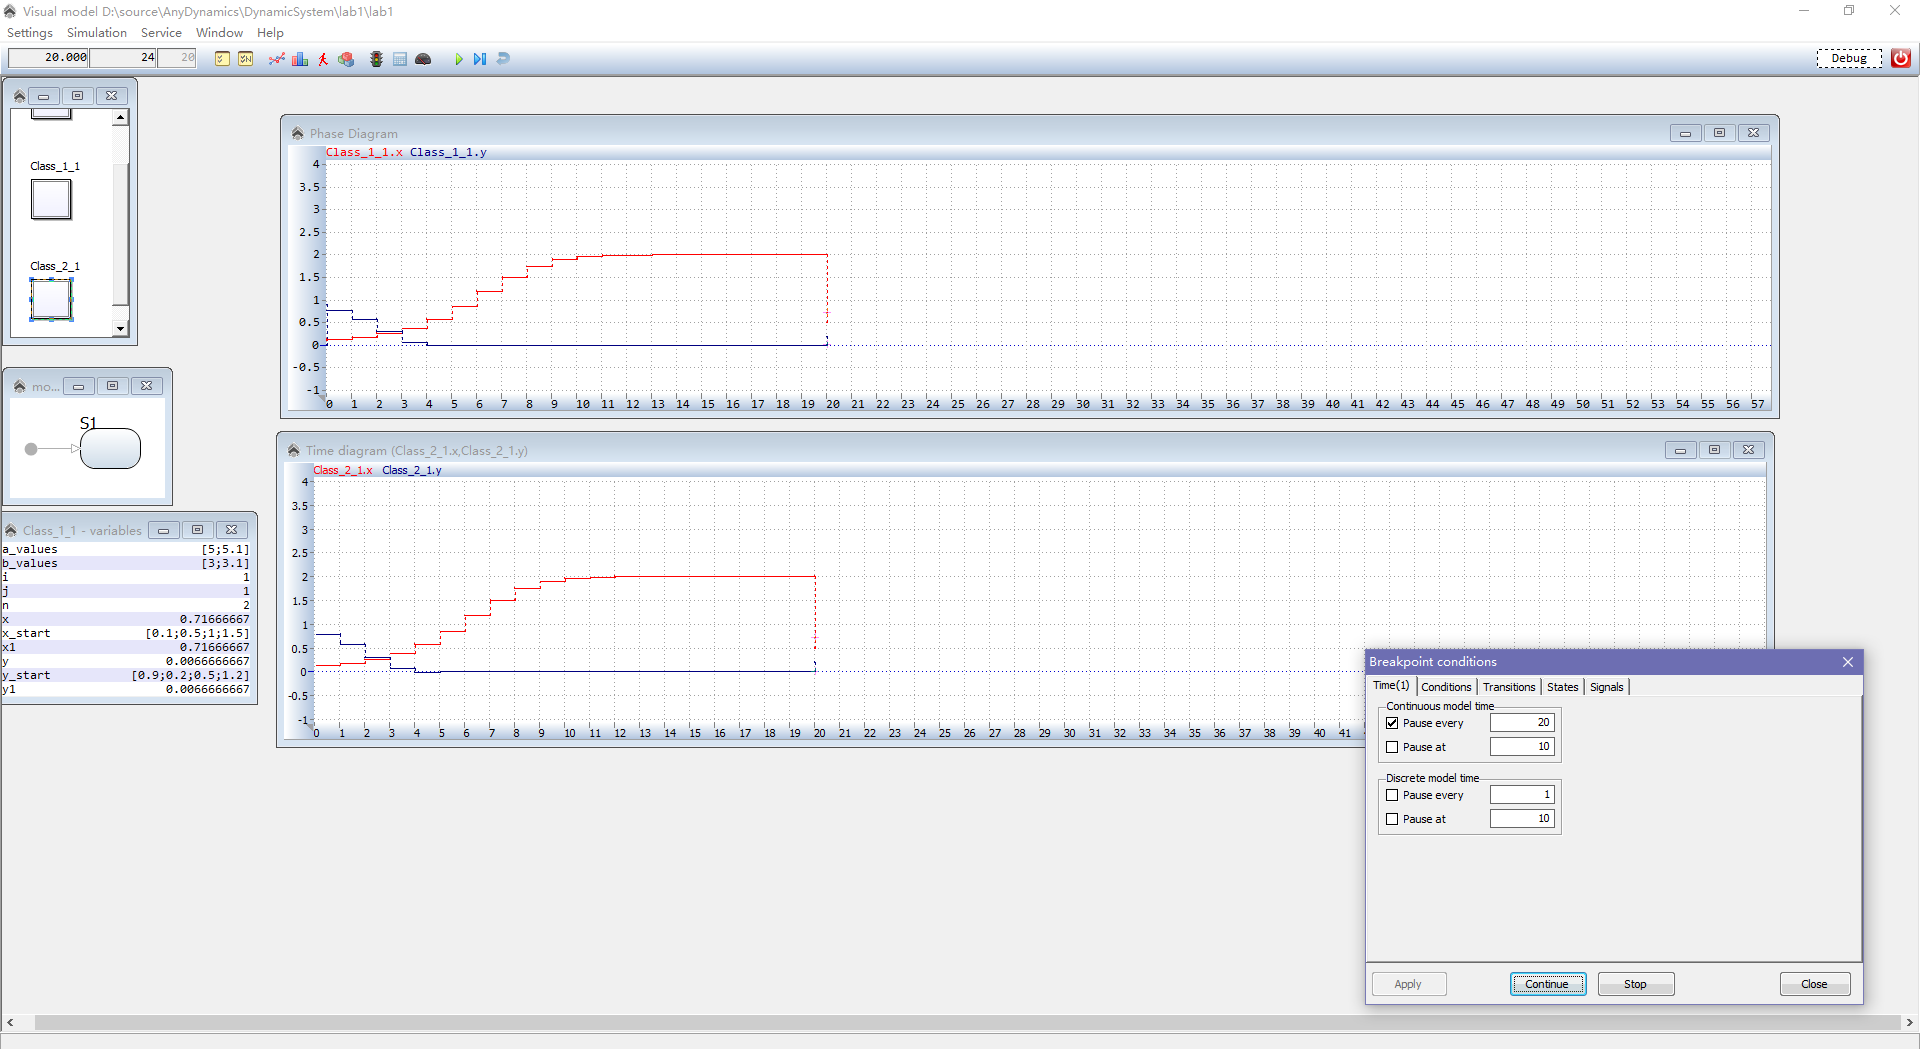 Visual model D:\source\AnyDynamics\DynamicSystem\lab1\lab1
Settings Simulation Service Window Help
20.000 24 20
Debug
Class_1_1
Class_2_1
mo...
S1
Class_1_1 - variables
a_values [5;5.1]
b_values [3;3.1]
i 1
j 1
n 2
x 0.71666667
x_start [0.1;0.5;1;1.5]
x1 0.71666667
y 0.0066666667
y_start [0.9;0.2;0.5;1.2]
y1 0.0066666667
Phase Diagram
Class_1_1.x Class_1_1.y
4
3.5
3
2.5
2
1.5
1
0.5
0
-0.5
-1
0 1 2 3 4 5 6 7 8 9 10 11 12 13 14 15 16 17 18 19 20 21 22 23 24 25 26 27 28 29 30 31 32 33 34 35 36 37 38 39 40 41 42 43 44 45 46 47 48 49 50 51 52 53 54 55 56 57
Time diagram (Class_2_1.x,Class_2_1.y)
Class_2_1.x Class_2_1.y
4
3.5
3
2.5
2
1.5
1
0.5
0
-0.5
-1
0 1 2 3 4 5 6 7 8 9 10 11 12 13 14 15 16 17 18 19 20 21 22 23 24 25 26 27 28 29 30 31 32 33 34 35 36 37 38 39 40 41
Breakpoint conditions
Time(1) Conditions Transitions States Signals
Continuous model time
Pause every 20
Pause at 10
Discrete model time
Pause every 1
Pause at 10
Apply Continue Stop Close